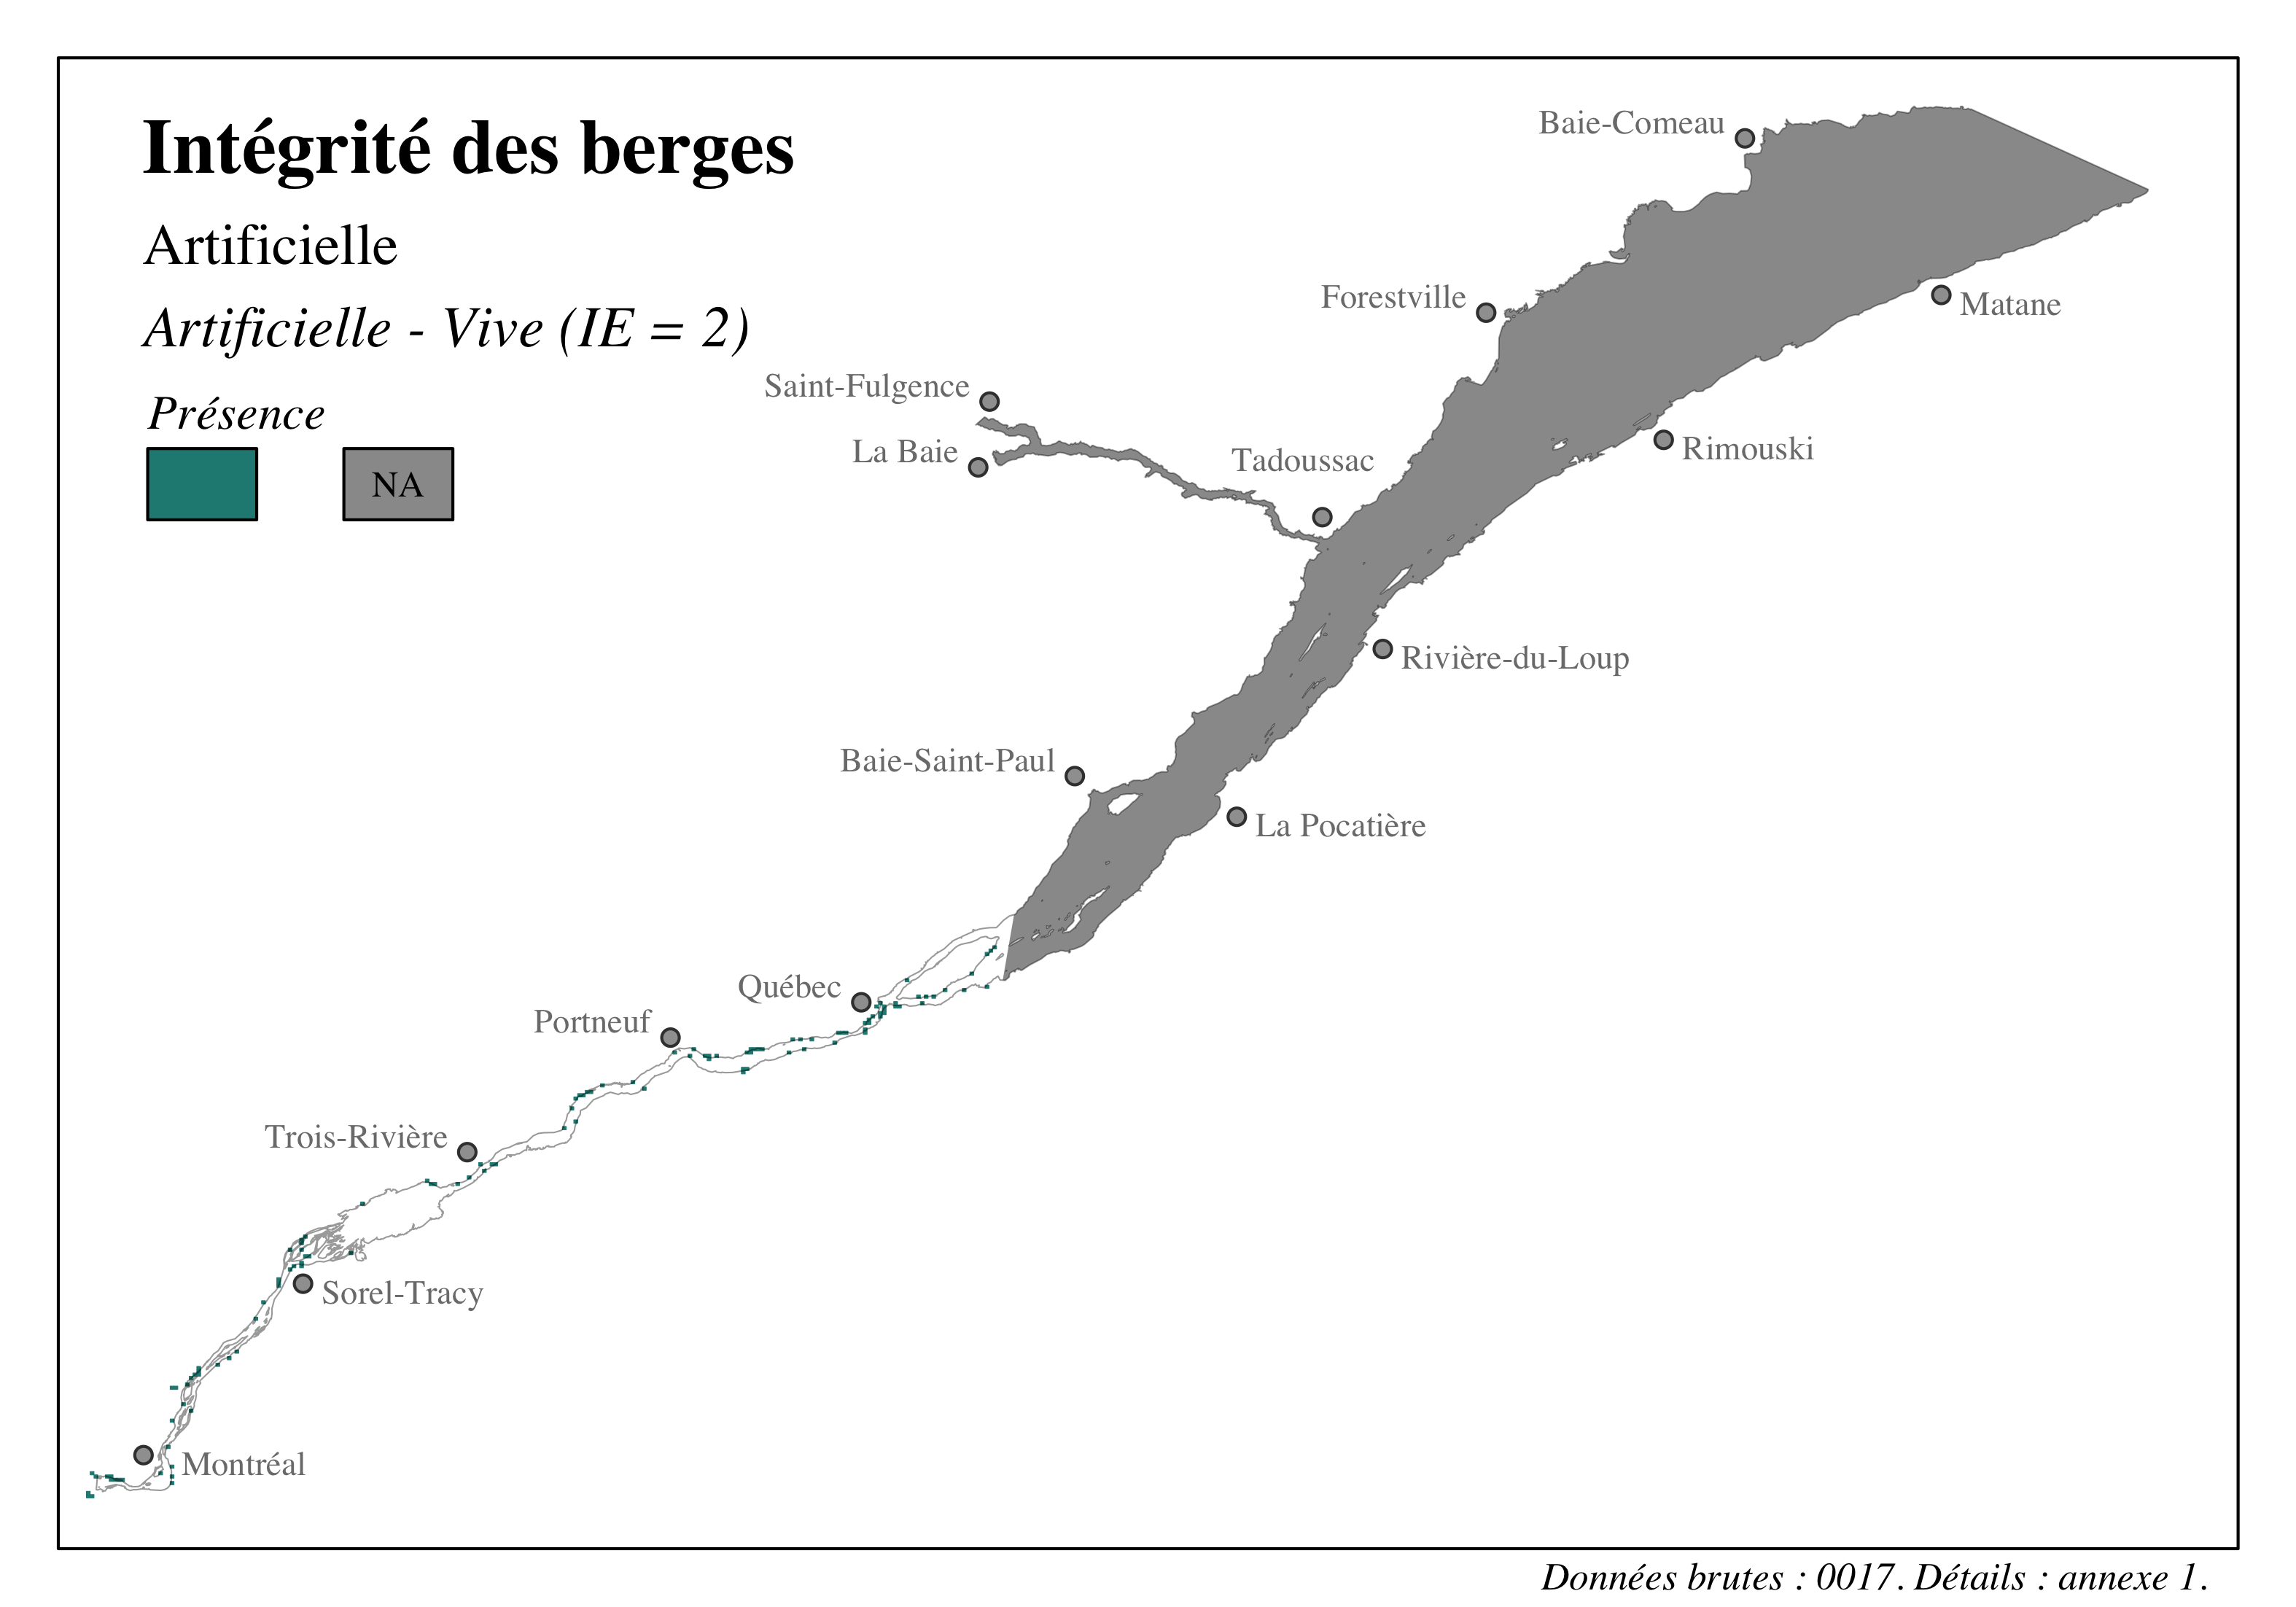 Intégrité des berges
Artificielle
Artificielle - Vive (IE = 2)
Présence
NA
Baie-Comeau
Forestville
Matane
Saint-Fulgence
La Baie
Tadoussac
Rimouski
Rivière-du-Loup
Baie-Saint-Paul
La Pocatière
Québec
Portneuf
Trois-Rivière
Sorel-Tracy
Montréal
Données brutes : 0017. Détails : annexe 1.